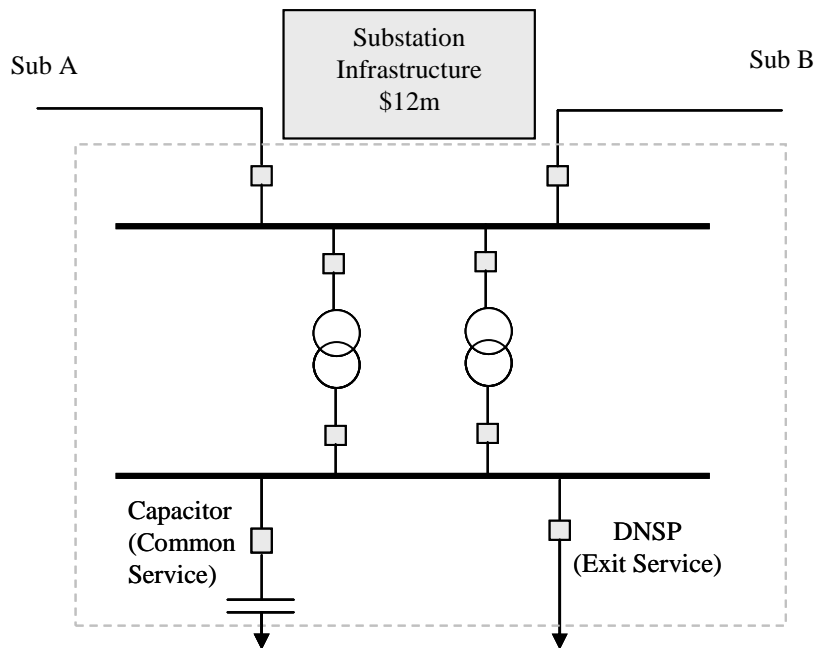 Substation
Infrastructure
$12m
Sub A
Sub B
Capacitor
(Common
Service)
DNSP
(Exit Service)